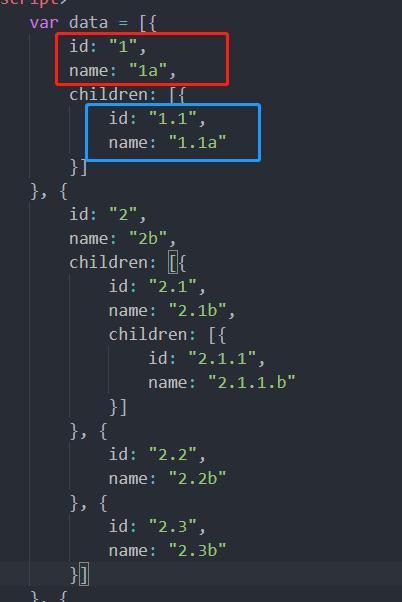 script>
var data = [{
id: "1",
name: "1a",
children: [{
id: "1.1",
name: "1.1a"
}]
}, {
id: "2",
name: "2b",
children: [{
id: "2.1",
name: "2.1b",
children: [{
id: "2.1.1",
name: "2.1.1.b"
}]
}, {
id: "2.2",
name: "2.2b"
}, {
id: "2.3",
name: "2.3b"
}]
}, {